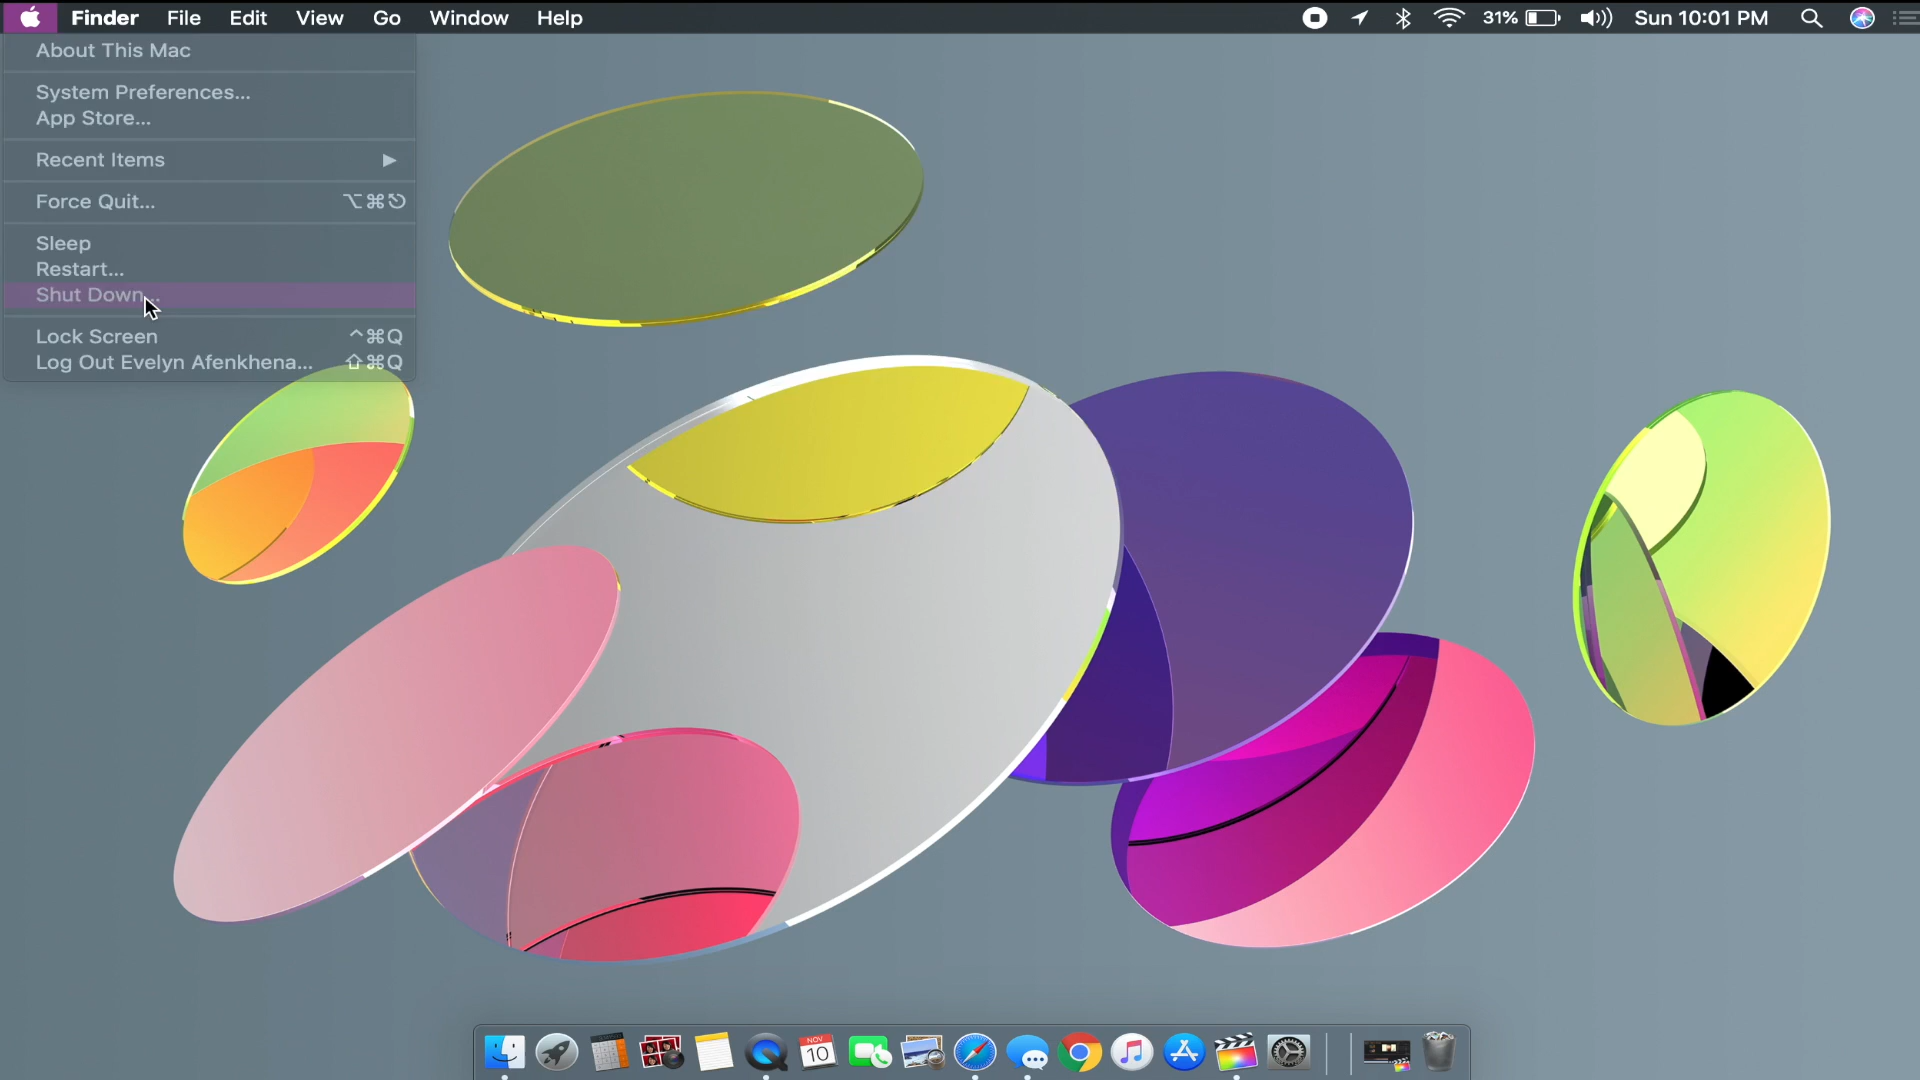 Finder File Edit View Go Window Help 31% Sun 10:01 PM
About This Mac
System Preferences...
App Store...
Recent Items ▶
Force Quit... ⌥⌘⎋
Sleep
Restart...
Shut Down...
Lock Screen ^⌘Q
Log Out Evelyn Afenkhena... ⇧⌘Q
NOV
10